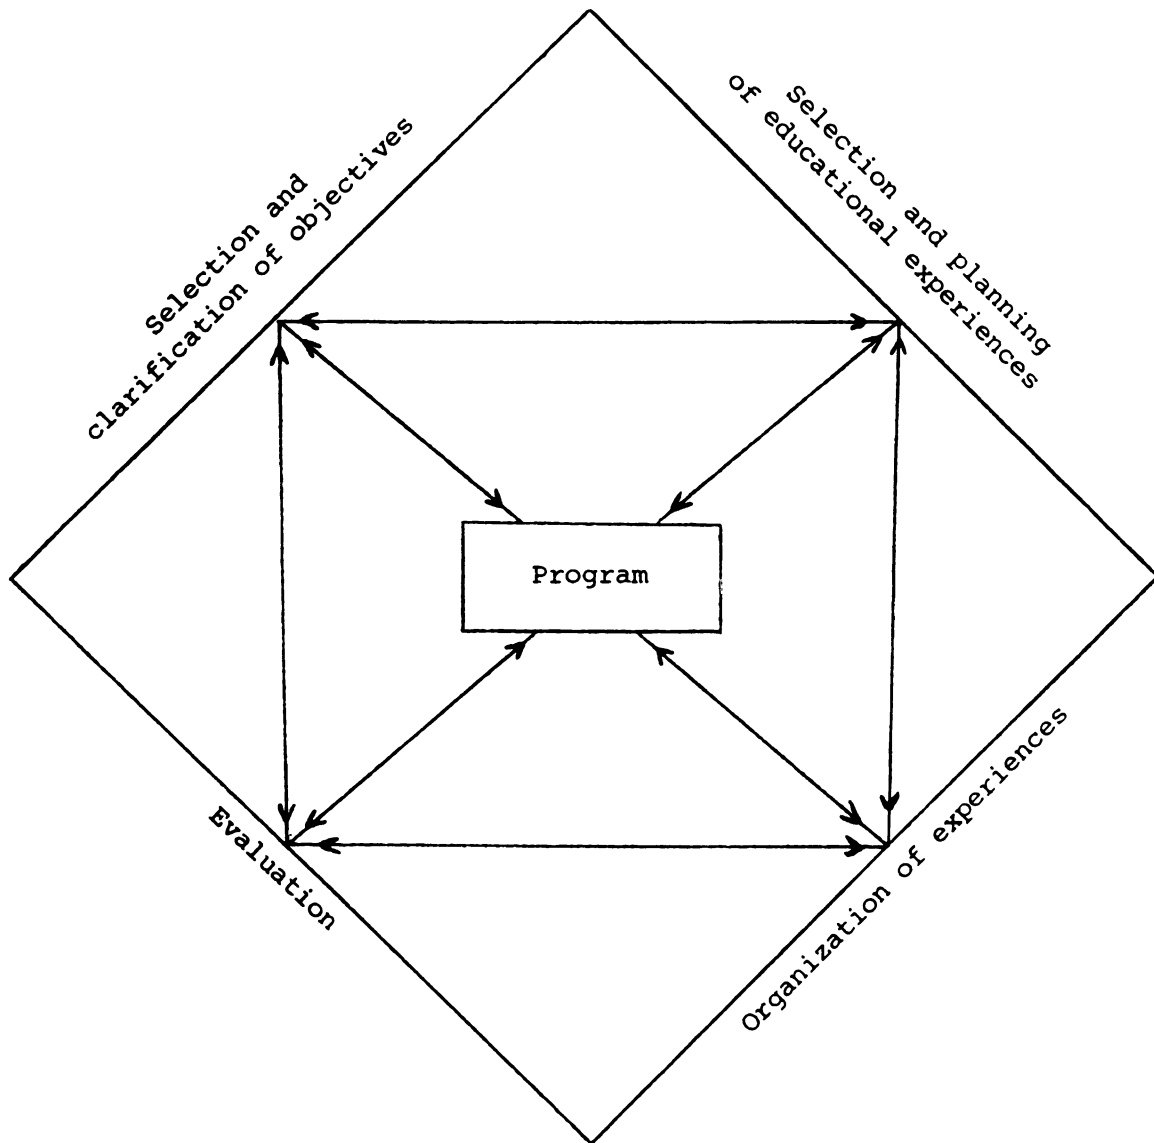 Selection and
clarification of objectives
Selection and planning
of educational experiences
Program
Evaluation
Organization of experiences